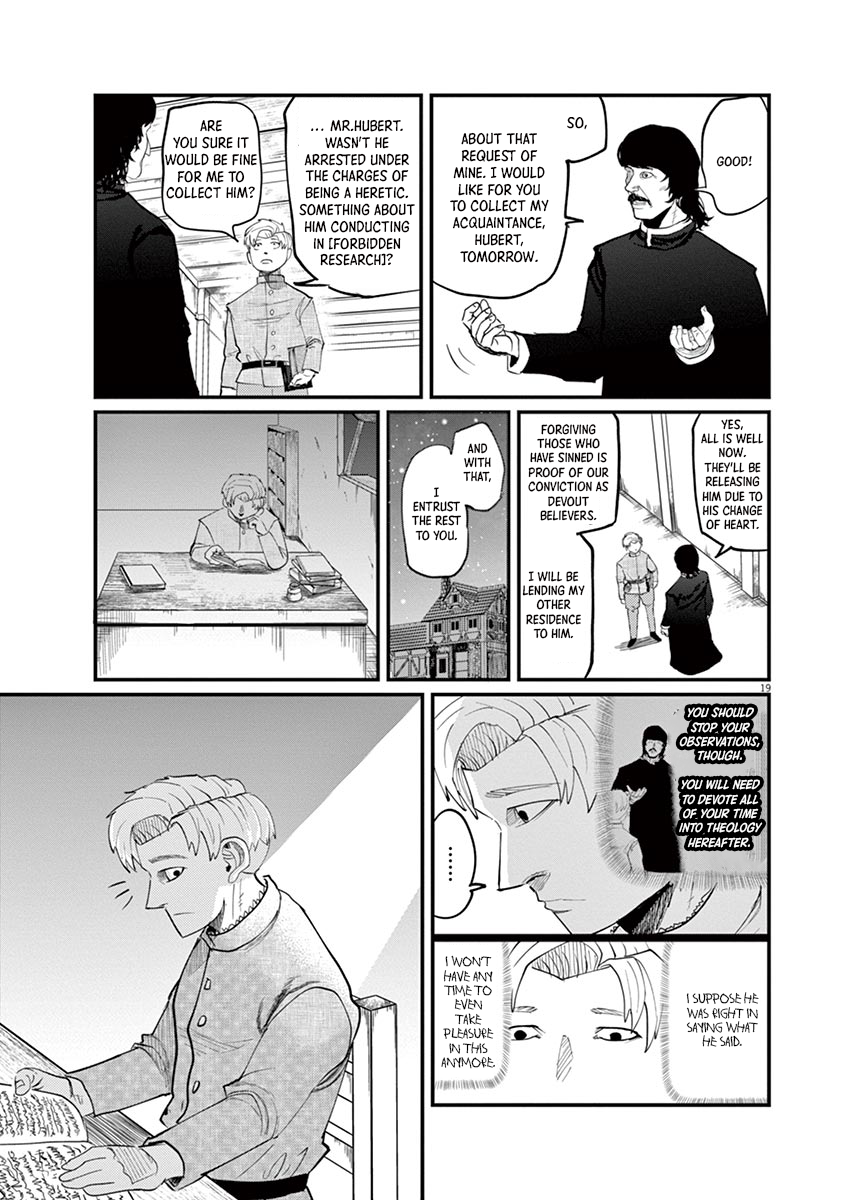 GOOD!
SO,
ABOUT THAT
REQUEST OF
MINE. I WOULD
LIKE FOR YOU
TO COLLECT MY
ACQUAINTANCE,
HUBERT,
TOMORROW.
... MR.HUBERT.
WASN'T HE
ARRESTED UNDER
THE CHARGES OF
BEING A HERETIC.
SOMETHING ABOUT
HIM CONDUCTING
IN [FORBIDDEN
RESEARCH]?
ARE
YOU SURE IT
WOULD BE FINE
FOR ME TO
COLLECT HIM?
YES,
ALL IS WELL
NOW.
THEY'LL BE
RELEASING
HIM DUE TO
HIS CHANGE
OF HEART.
FORGIVING
THOSE WHO
HAVE SINNED IS
PROOF OF OUR
CONVICTION AS
DEVOUT
BELIEVERS.
I WILL BE
LENDING MY
OTHER
RESIDENCE
TO HIM.
AND
WITH
THAT,
I
ENTRUST
THE REST
TO YOU.
19
YOU SHOULD
STOP YOUR
OBSERVATIONS,
THOUGH.
YOU WILL NEED
TO DEVOTE ALL
OF YOUR TIME
INTO THEOLOGY
HEREAFTER.
......
I SUPPOSE HE
WAS RIGHT IN
SAYING WHAT
HE SAID.
I WON'T
HAVE ANY
TIME TO
EVEN
TAKE
PLEASURE
IN THIS
ANYMORE.